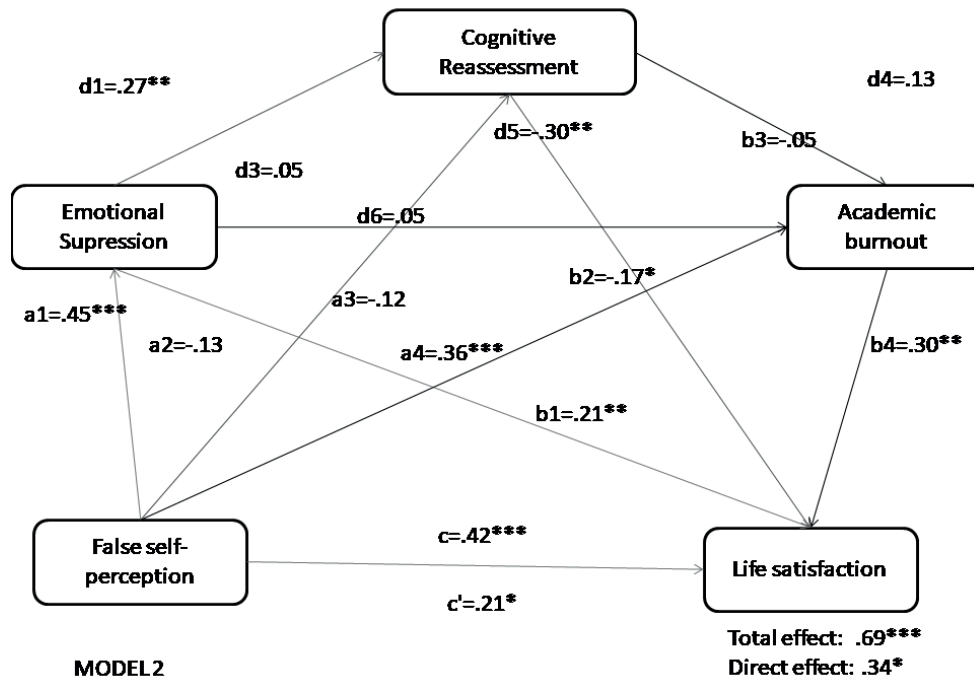 Cognitive
Reassessment
d1=.27**
d4=.13
d5=-.30**
b3=-.05
d3=.05
Emotional
Supression
d6=.05
Academic
burnout
b2=-.17*
a1=.45***
a3=-.12
a2=-.13
a4=.36***
b4=.30**
b1=.21**
False self-
perception
c=.42***
Life satisfaction
c'=.21*
Total effect: .69***
MODEL2
Direct effect: .34*